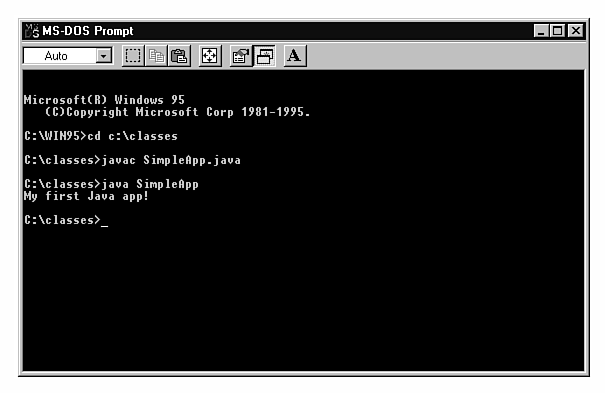 MS-DOS Prompt
Auto
A
Microsoft(R) Windows 95
(C)Copyright Microsoft Corp 1981-1995.
C:\WIN95>cd c:\classes
C:\classes>javac SimpleApp.java
C:\classes>java SimpleApp
My first Java app!
C:\classes>_